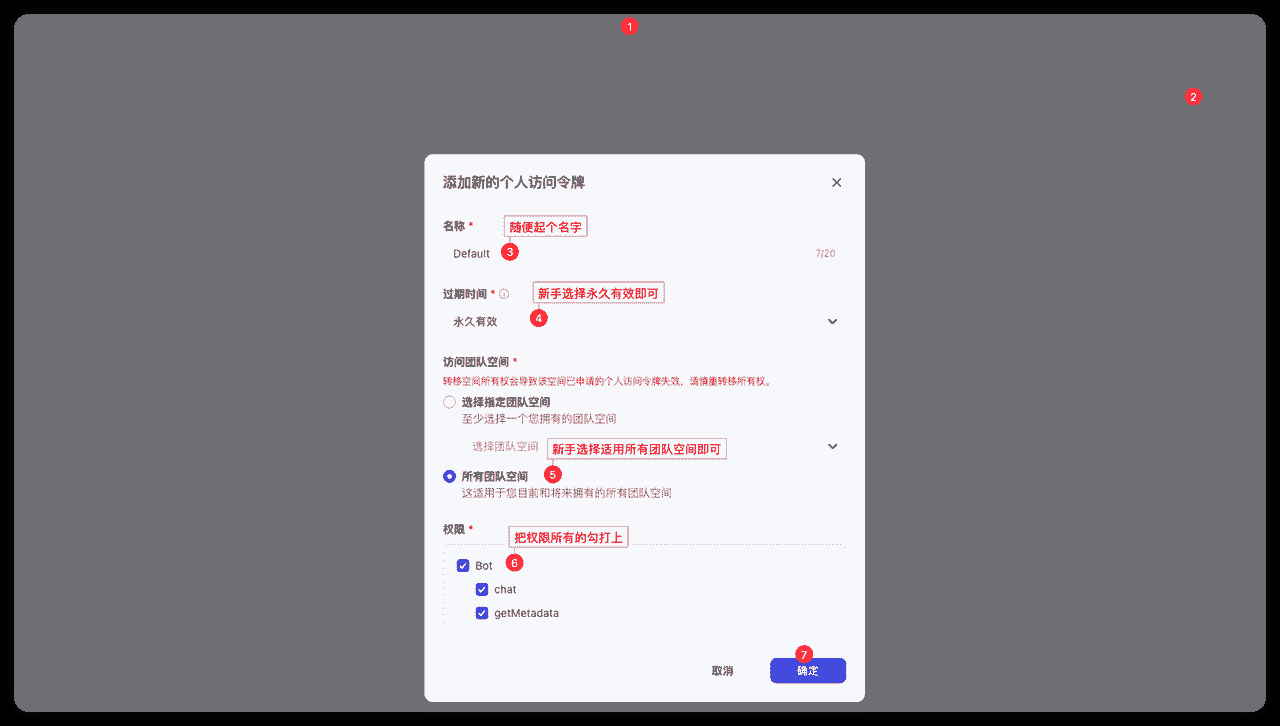 1
2
添加新的个人访问令牌
名称 *
随便起个名字
Default
3
7/20
过期时间 *
新手选择永久有效即可
永久有效
4
访问团队空间 *
转移空间所有权会导致该空间已申请的个人访问令牌失效，请慎重转移所有权。
选择指定团队空间
至少选择一个您拥有的团队空间
选择团队空间
新手选择适用所有团队空间即可
所有团队空间
5
这适用于您目前和将来拥有的所有团队空间
权限 *
把权限所有的勾打上
Bot
6
chat
getMetadata
7
取消
确定